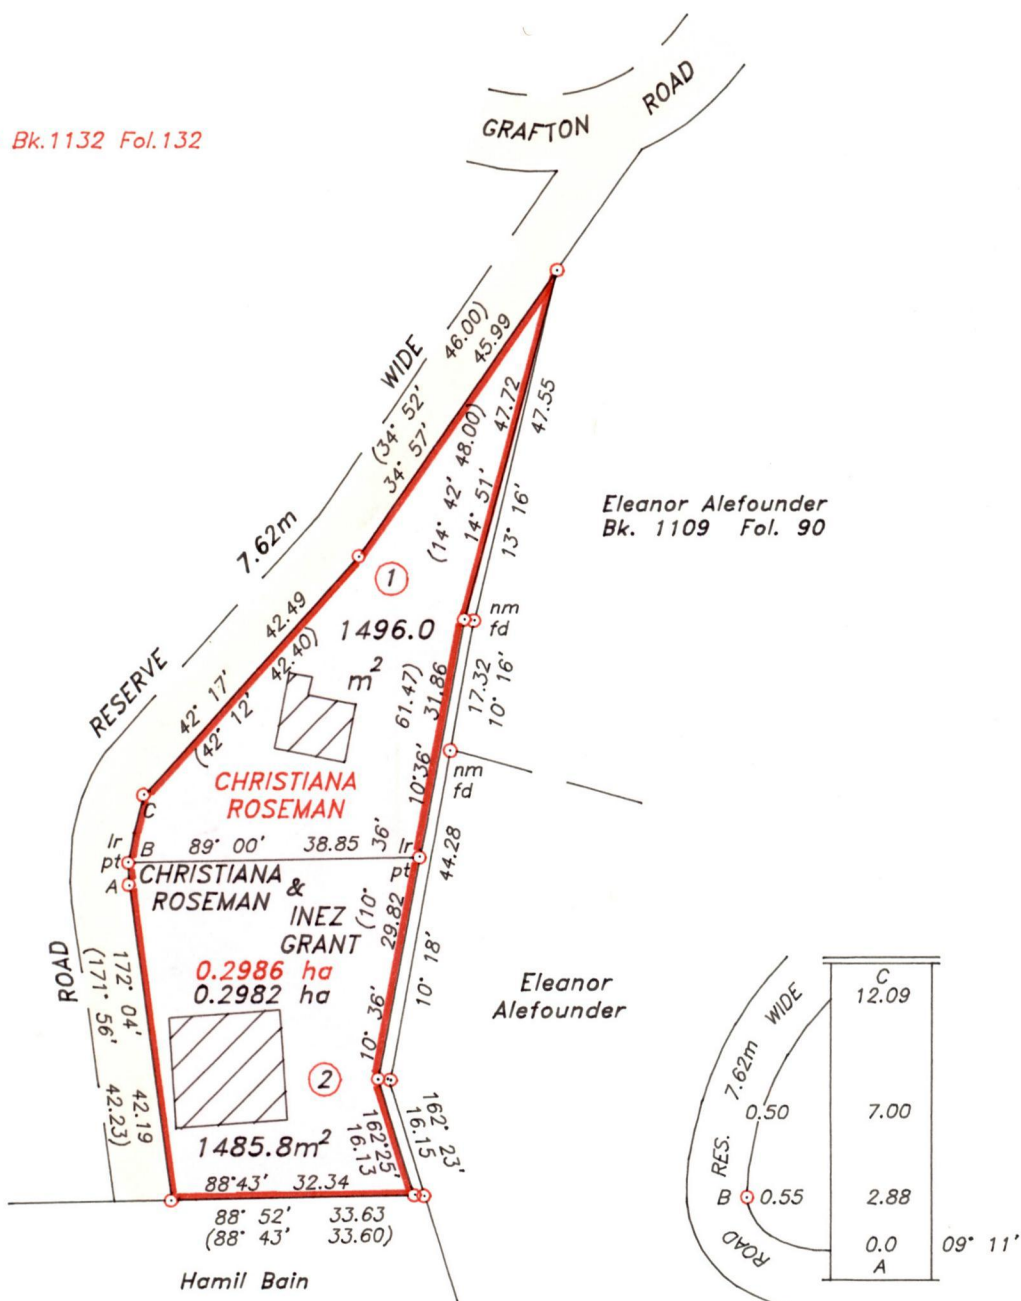 GRAFTON ROAD
Bk.1132 Fol.132
RESERVE ROAD 7.62m WIDE
46.00)
45.99
(34° 52'
34° 57'
47.72
47.55
48.00)
(14° 42'
14° 51'
13° 16'
Eleanor Alefounder
Bk. 1109 Fol. 90
1
nm
fd
42.49
42.40)
1496.0
m²
42° 17'
(42° 12'
61.47)
31.86
17.32
10° 16'
10°36'
nm
fd
CHRISTIANA
ROSEMAN
C
Ir
pt
B
89° 00' 38.85
36'
Ir
pt
44.28
A
CHRISTIANA
ROSEMAN
&
INEZ
GRANT
(10°
29.82
0.2986 ha
0.2982 ha
172° 04'
(171° 56'
10° 36'
10° 18'
Eleanor
Alefounder
2
42.19
42.23)
1485.8m²
162°25'
16.13
162° 23'
16.15
88°43' 32.34
88° 52' 33.63
(88° 43' 33.60)
Hamil Bain
RES. ROAD 7.62m WIDE
C
12.09
0.50 7.00
B 0.55 2.88
0.0 09° 11'
A